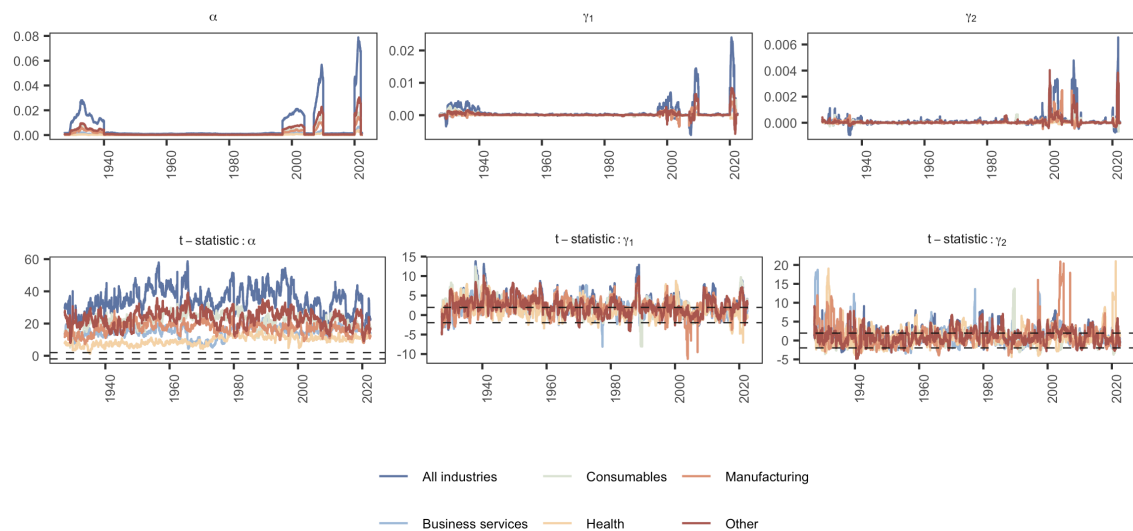 α γ₁ γ₂
0.08 0.06 0.04 0.02 0.00
0.02 0.01 0.00
0.006 0.004 0.002 0.000
1940 1960 1980 2000 2020
1940 1960 1980 2000 2020
1940 1960 1980 2000 2020
t − statistic : α t − statistic : γ₁ t − statistic : γ₂
60 40 20 0
15 10 5 0 -5 -10
20 15 10 5 0 -5
1940 1960 1980 2000 2020
1940 1960 1980 2000 2020
1940 1960 1980 2000 2020
All industries Consumables Manufacturing
Business services Health Other